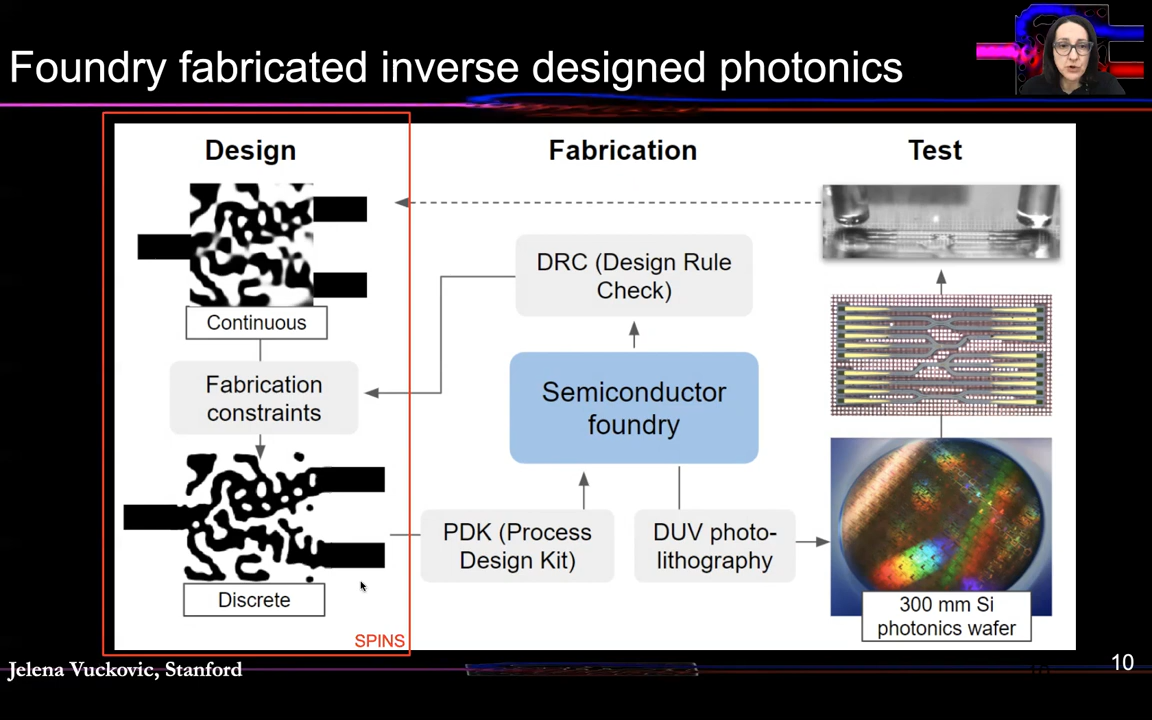 Foundry fabricated inverse designed photonics
Design
Fabrication
Test
Continuous
Fabrication
constraints
Discrete
SPINS
DRC (Design Rule
Check)
Semiconductor
foundry
PDK (Process
Design Kit)
DUV photo-
lithography
300 mm Si
photonics wafer
Jelena Vuckovic, Stanford
10